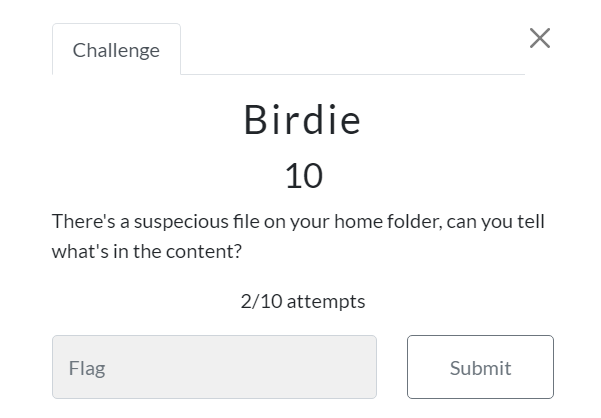 Challenge
Birdie
10
There's a suspecious file on your home folder, can you tell
what's in the content?
2/10 attempts
Flag
Submit